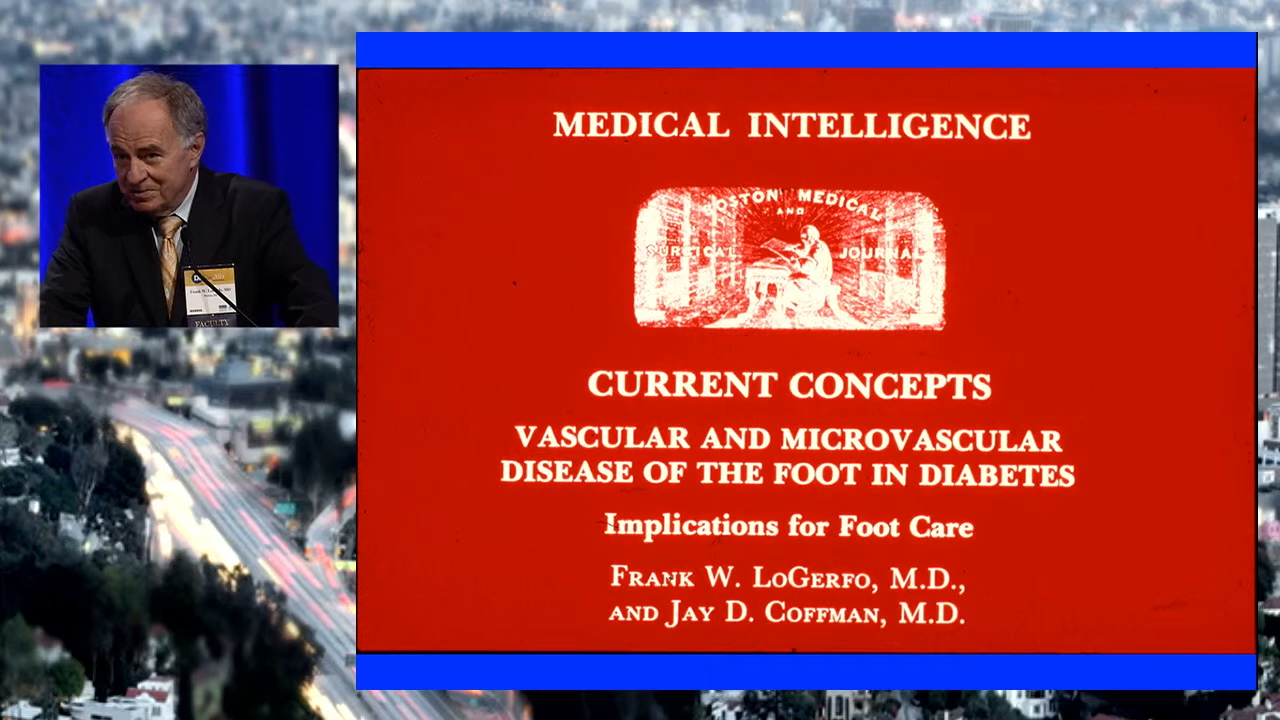 MEDICAL INTELLIGENCE
BOSTON MEDICAL
AND
SURGICAL JOURNAL
CURRENT CONCEPTS
VASCULAR AND MICROVASCULAR
DISEASE OF THE FOOT IN DIABETES
Implications for Foot Care
FRANK W. LOGERFO, M.D.,
AND JAY D. COFFMAN, M.D.
Frank W.
FACULTY